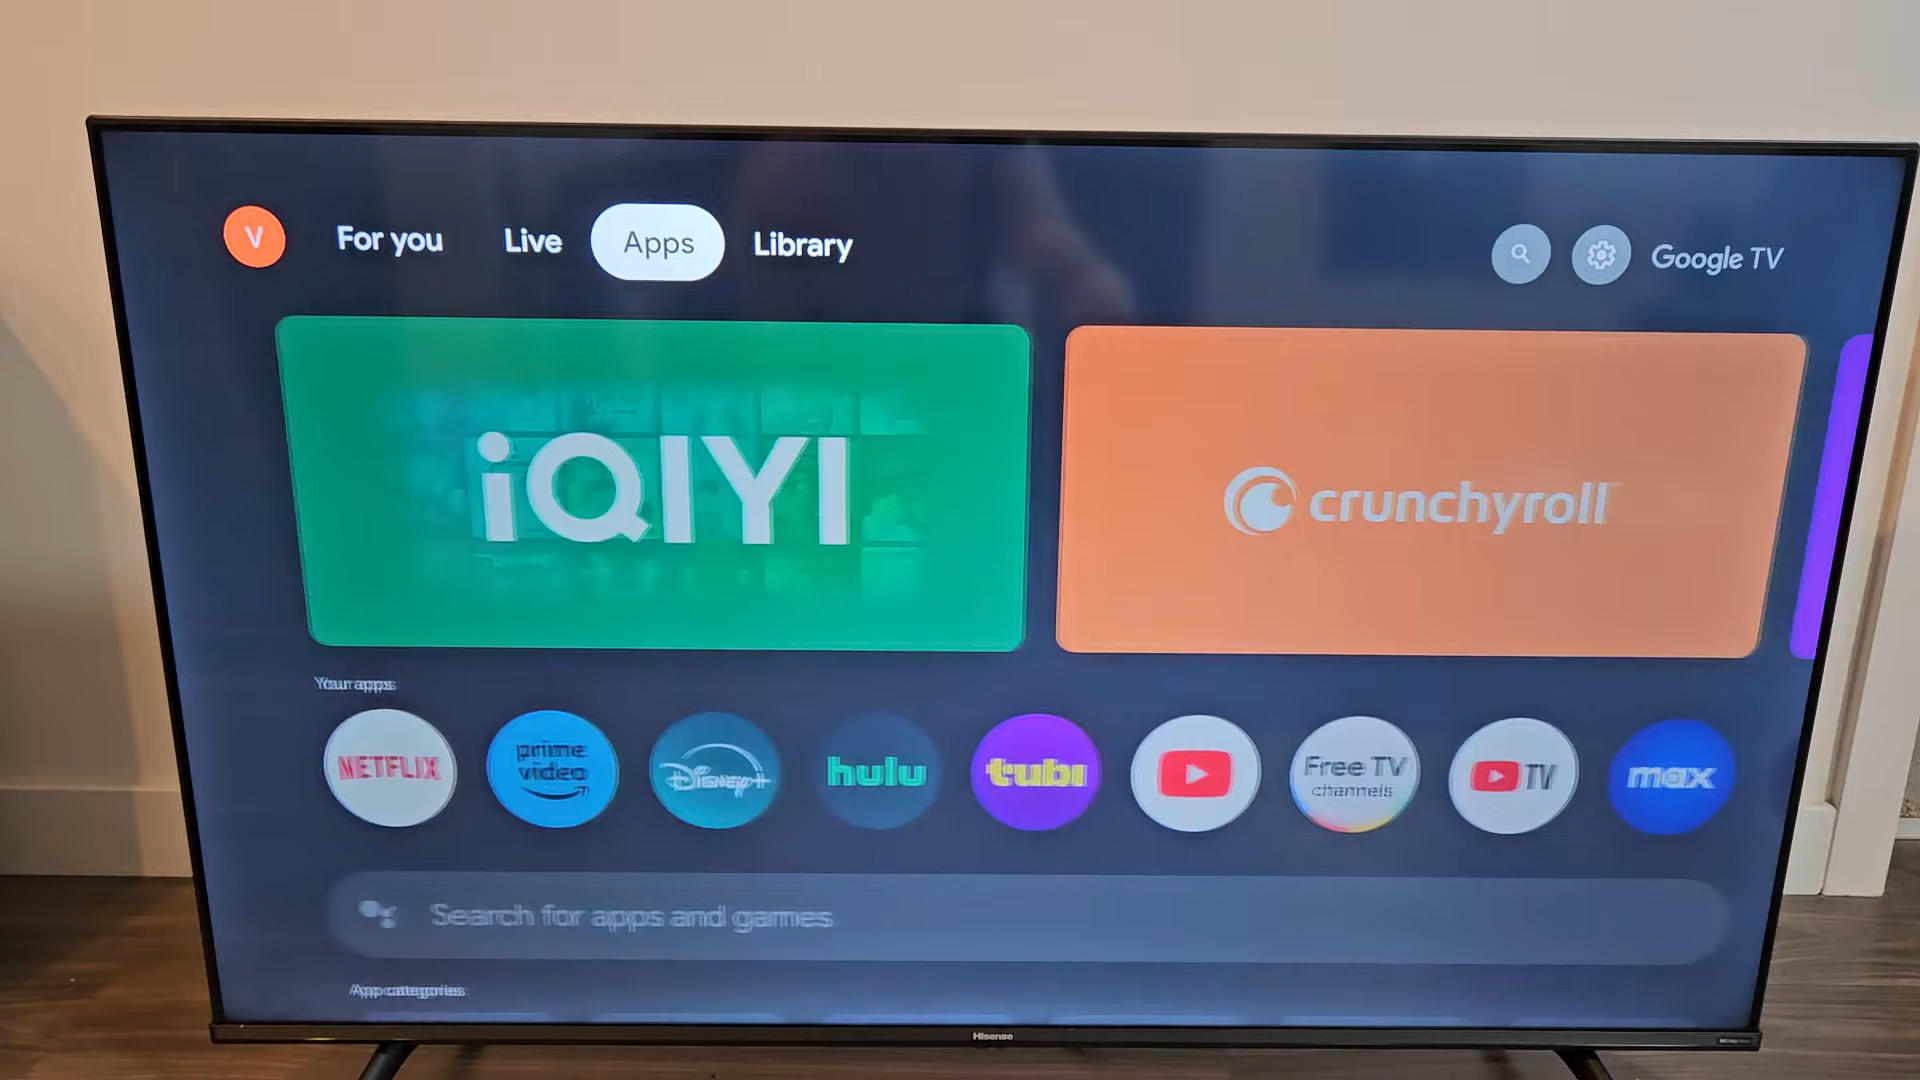 V
For you
Live
Apps
Library
Google TV
iQIYI
crunchyroll
Your apps
NETFLIX
prime
video
Disney+
hulu
tubi
Free TV
channels
TV
max
Search for apps and games
App categories
Hisense